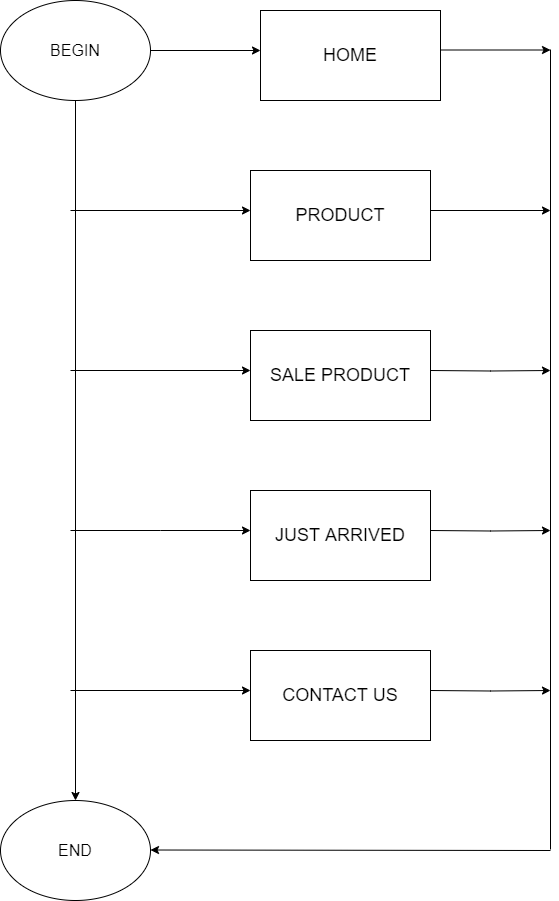 BEGIN
HOME
PRODUCT
SALE PRODUCT
JUST ARRIVED
CONTACT US
END